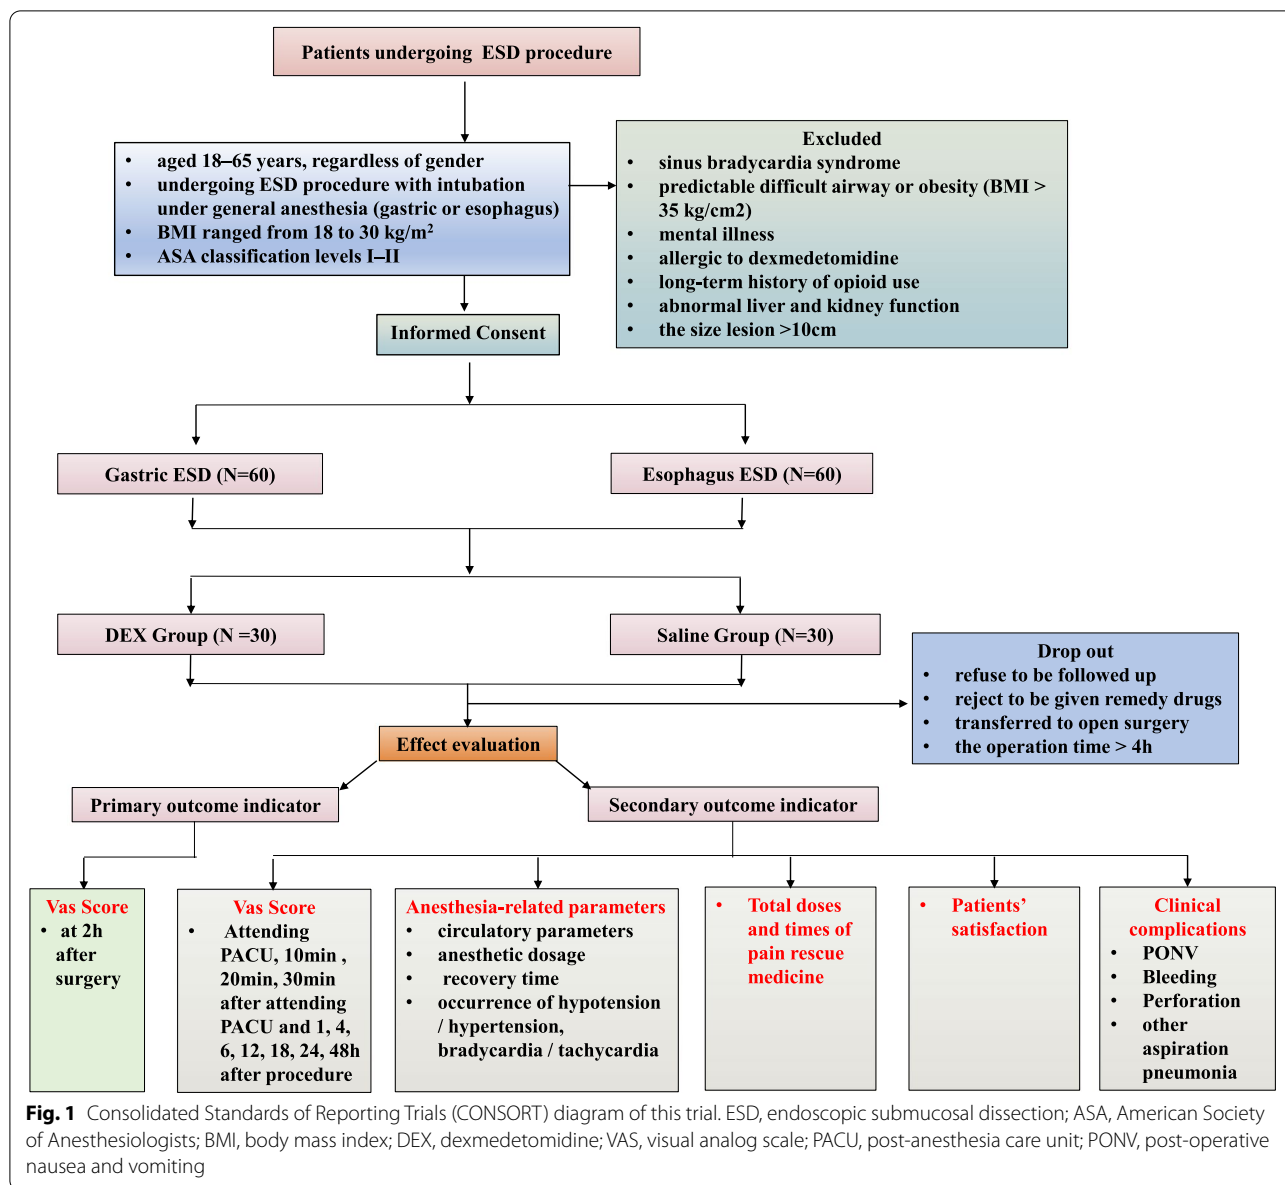 Patients undergoing ESD procedure
• aged 18–65 years, regardless of gender
• undergoing ESD procedure with intubation
under general anesthesia (gastric or esophagus)
• BMI ranged from 18 to 30 kg/m²
• ASA classification levels I–II
Excluded
• sinus bradycardia syndrome
• predictable difficult airway or obesity (BMI >
35 kg/cm2)
• mental illness
• allergic to dexmedetomidine
• long-term history of opioid use
• abnormal liver and kidney function
• the size lesion >10cm
Informed Consent
Gastric ESD (N=60)
Esophagus ESD (N=60)
DEX Group (N =30)
Saline Group (N=30)
Drop out
• refuse to be followed up
• reject to be given remedy drugs
• transferred to open surgery
• the operation time > 4h
Effect evaluation
Primary outcome indicator
Secondary outcome indicator
Vas Score
• at 2h
after
surgery
Vas Score
• Attending
PACU, 10min ,
20min, 30min
after attending
PACU and 1, 4,
6, 12, 18, 24, 48h
after procedure
Anesthesia-related parameters
• circulatory parameters
• anesthetic dosage
• recovery time
• occurrence of hypotension
/ hypertension,
bradycardia / tachycardia
• Total doses
and times of
pain rescue
medicine
• Patients'
satisfaction
Clinical
complications
• PONV
• Bleeding
• Perforation
• other
aspiration
pneumonia
Fig. 1 Consolidated Standards of Reporting Trials (CONSORT) diagram of this trial. ESD, endoscopic submucosal dissection; ASA, American Society
of Anesthesiologists; BMI, body mass index; DEX, dexmedetomidine; VAS, visual analog scale; PACU, post-anesthesia care unit; PONV, post-operative
nausea and vomiting